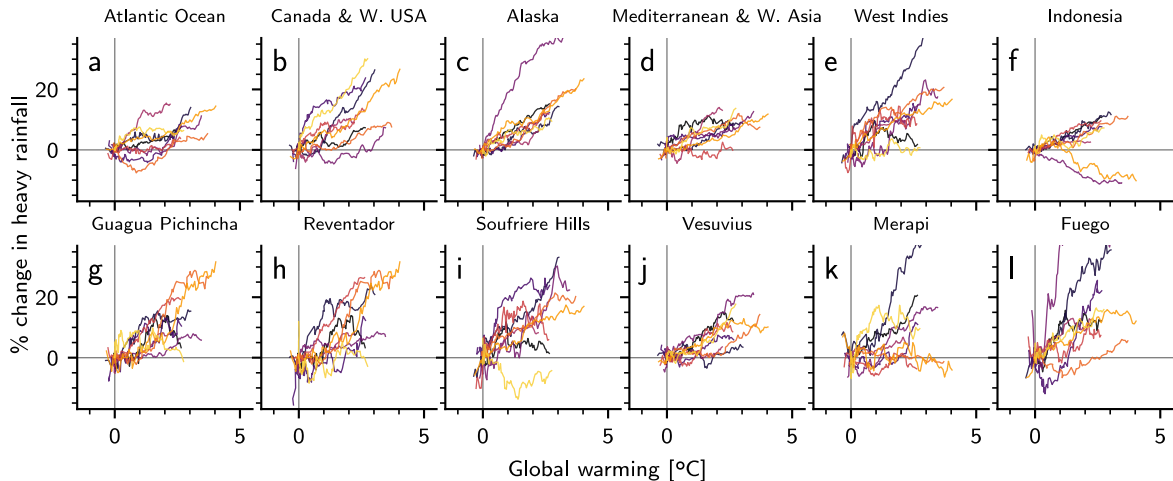 Atlantic Ocean Canada & W. USA Alaska Mediterranean & W. Asia West Indies Indonesia
a b c d e f
20
0
Guagua Pichincha Reventador Soufriere Hills Vesuvius Merapi Fuego
g h i j k l
20
0
0 5 0 5 0 5 0 5 0 5 0 5
% change in heavy rainfall
Global warming [°C]